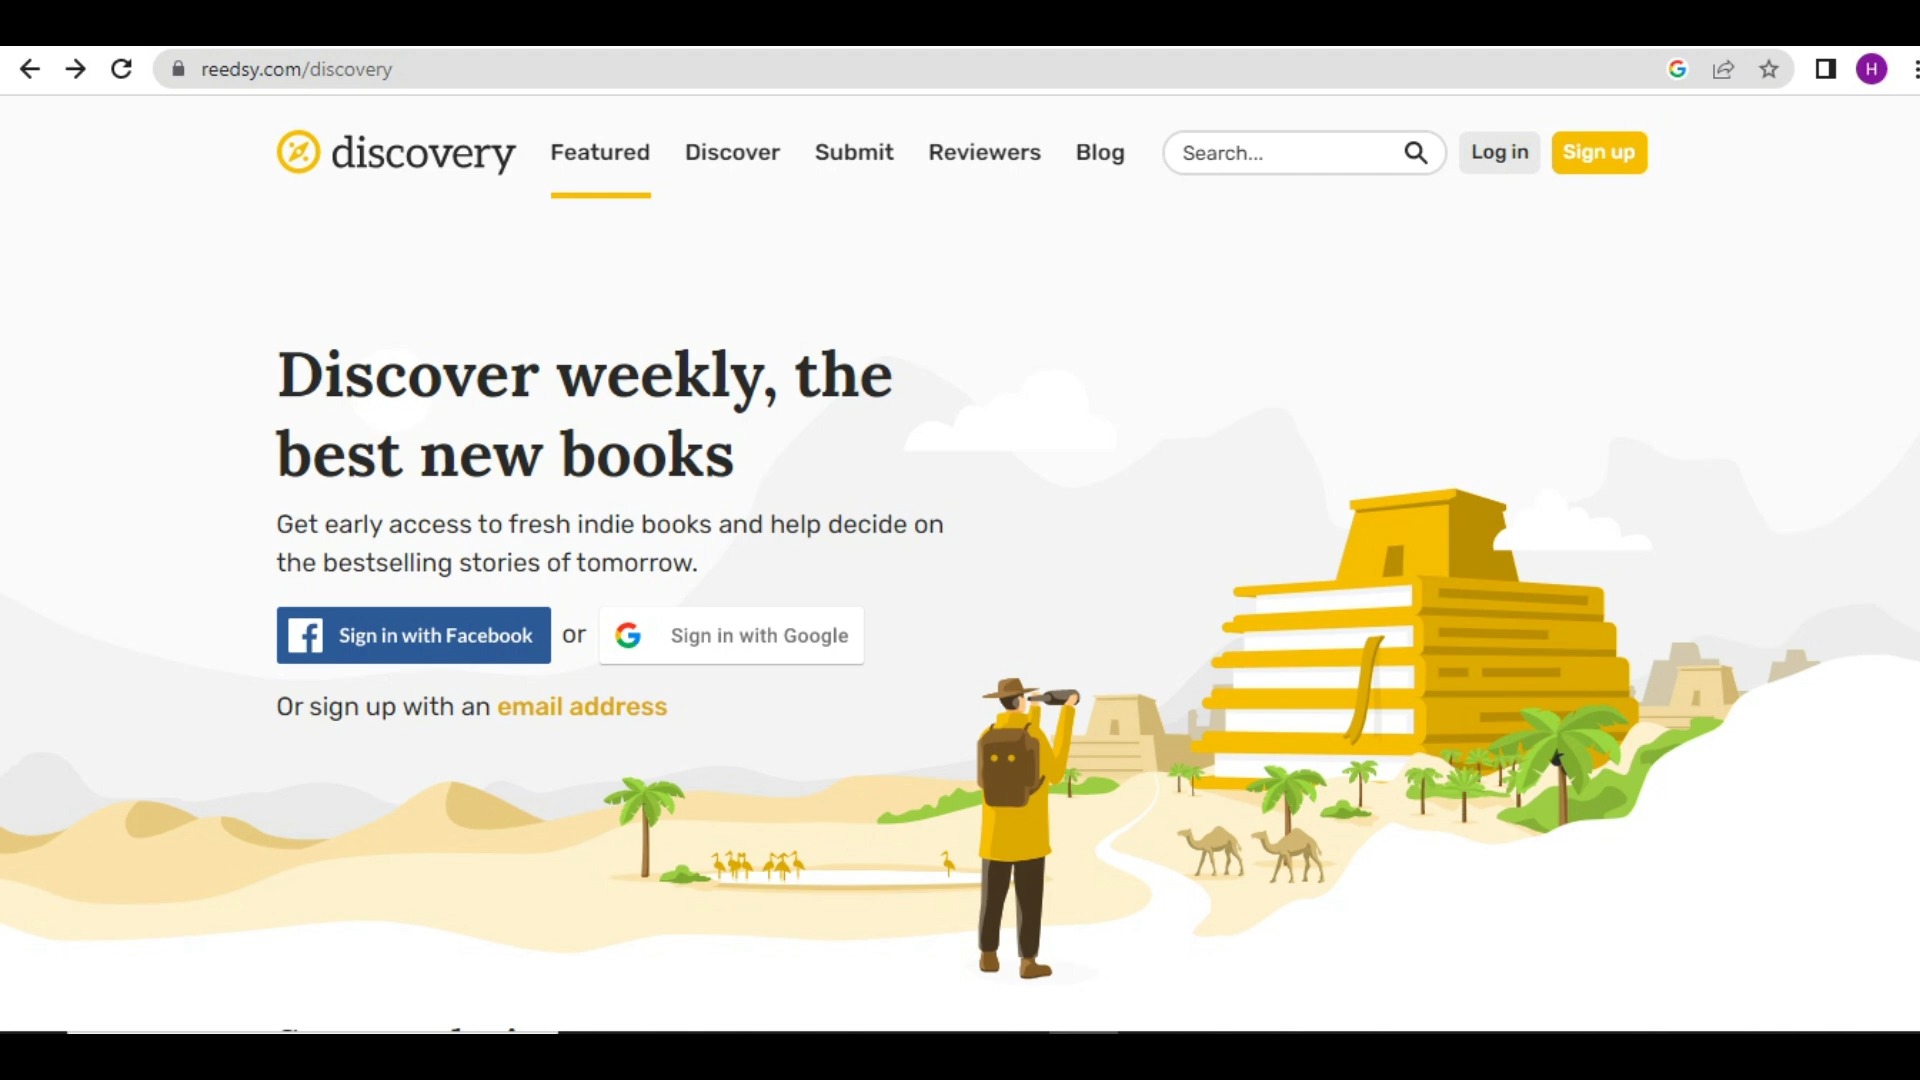 reedsy.com/discovery
H
discovery
Featured
Discover
Submit
Reviewers
Blog
Search...
Log in
Sign up
Discover weekly, the
best new books
Get early access to fresh indie books and help decide on
the bestselling stories of tomorrow.
Sign in with Facebook
or
Sign in with Google
Or sign up with an email address